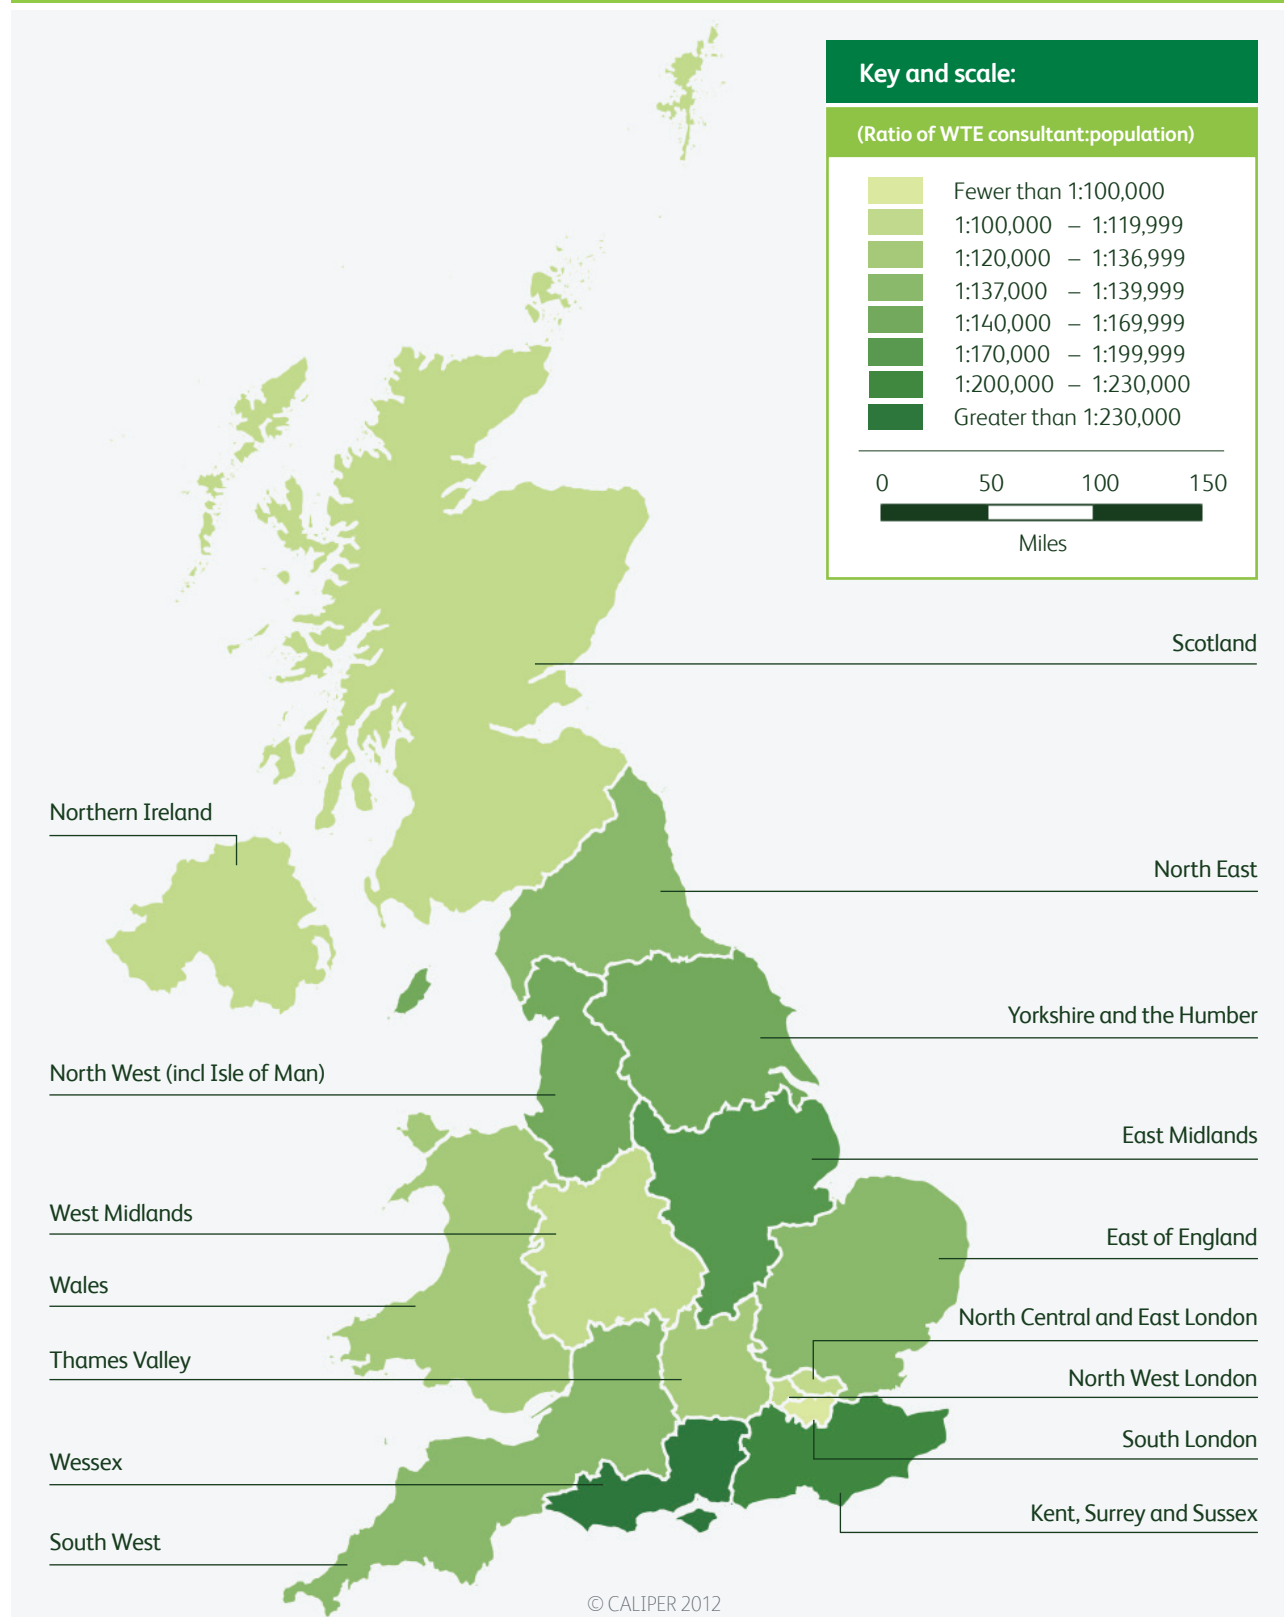 Key and scale:
(Ratio of WTE consultant:population)
Fewer than 1:100,000
1:100,000 – 1:119,999
1:120,000 – 1:136,999
1:137,000 – 1:139,999
1:140,000 – 1:169,999
1:170,000 – 1:199,999
1:200,000 – 1:230,000
Greater than 1:230,000
0 50 100 150
Miles
Scotland
Northern Ireland
North East
Yorkshire and the Humber
North West (incl Isle of Man)
East Midlands
West Midlands
East of England
Wales
North Central and East London
Thames Valley
North West London
South London
Wessex
Kent, Surrey and Sussex
South West
© CALIPER 2012